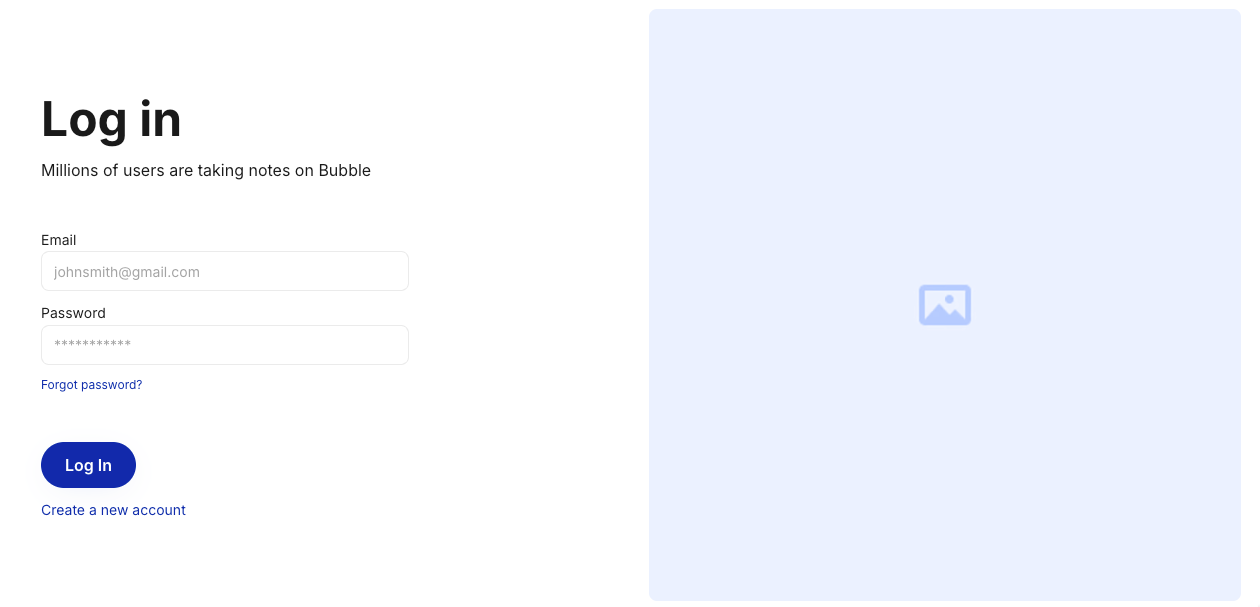 Log in
Millions of users are taking notes on Bubble
Email
johnsmith@gmail.com
Password
***********
Forgot password?
Log In
Create a new account